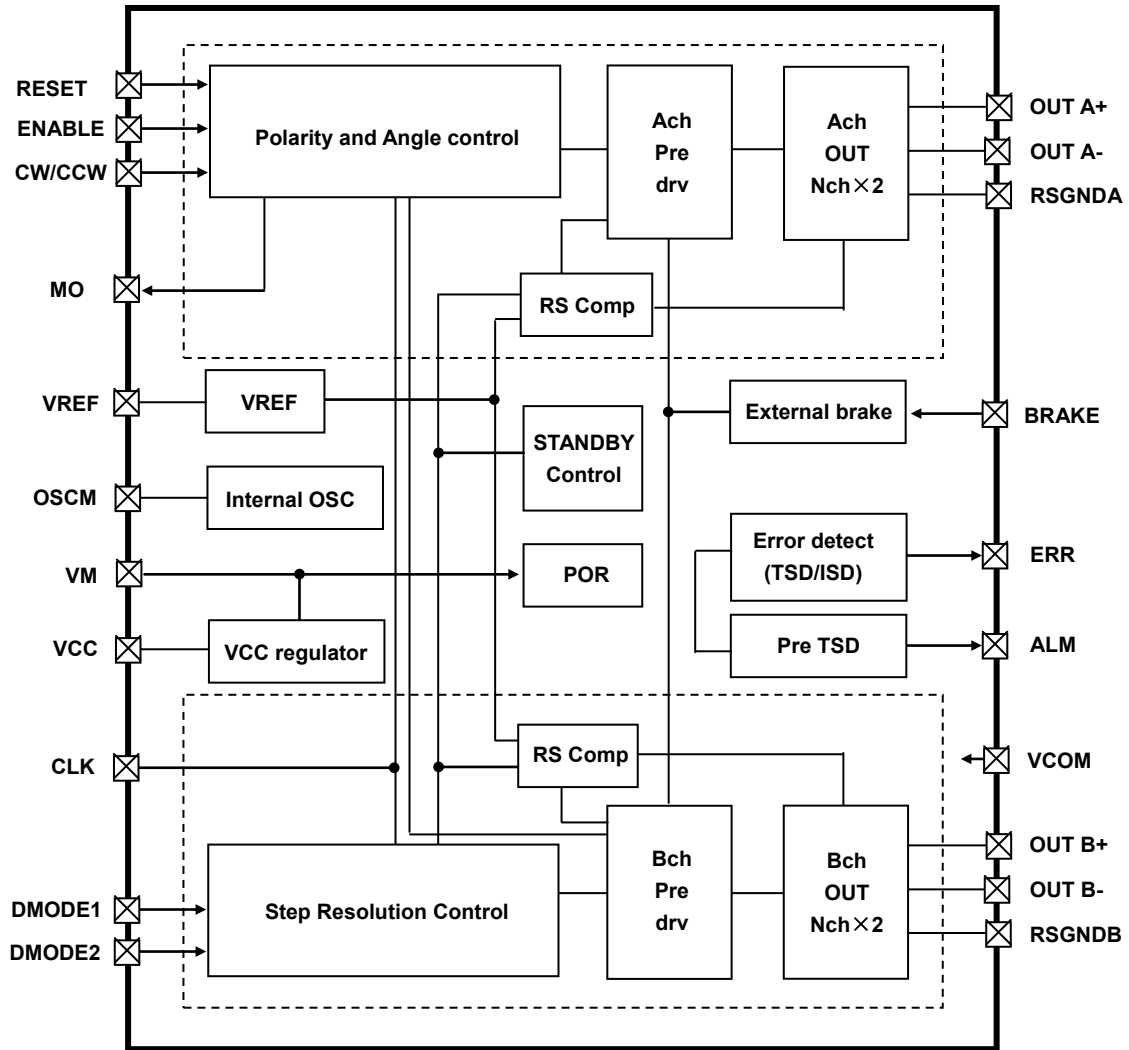 RESET
ENABLE
CW/CCW
MO
VREF
OSCM
VM
VCC
CLK
DMODE1
DMODE2
Polarity and Angle control
Ach
Pre
drv
Ach
OUT
Nch×2
RS Comp
VREF
STANDBY
Control
External brake
Internal OSC
POR
Error detect
(TSD/ISD)
VCC regulator
Pre TSD
RS Comp
Step Resolution Control
Bch
Pre
drv
Bch
OUT
Nch×2
OUT A+
OUT A-
RSGNDA
BRAKE
ERR
ALM
VCOM
OUT B+
OUT B-
RSGNDB